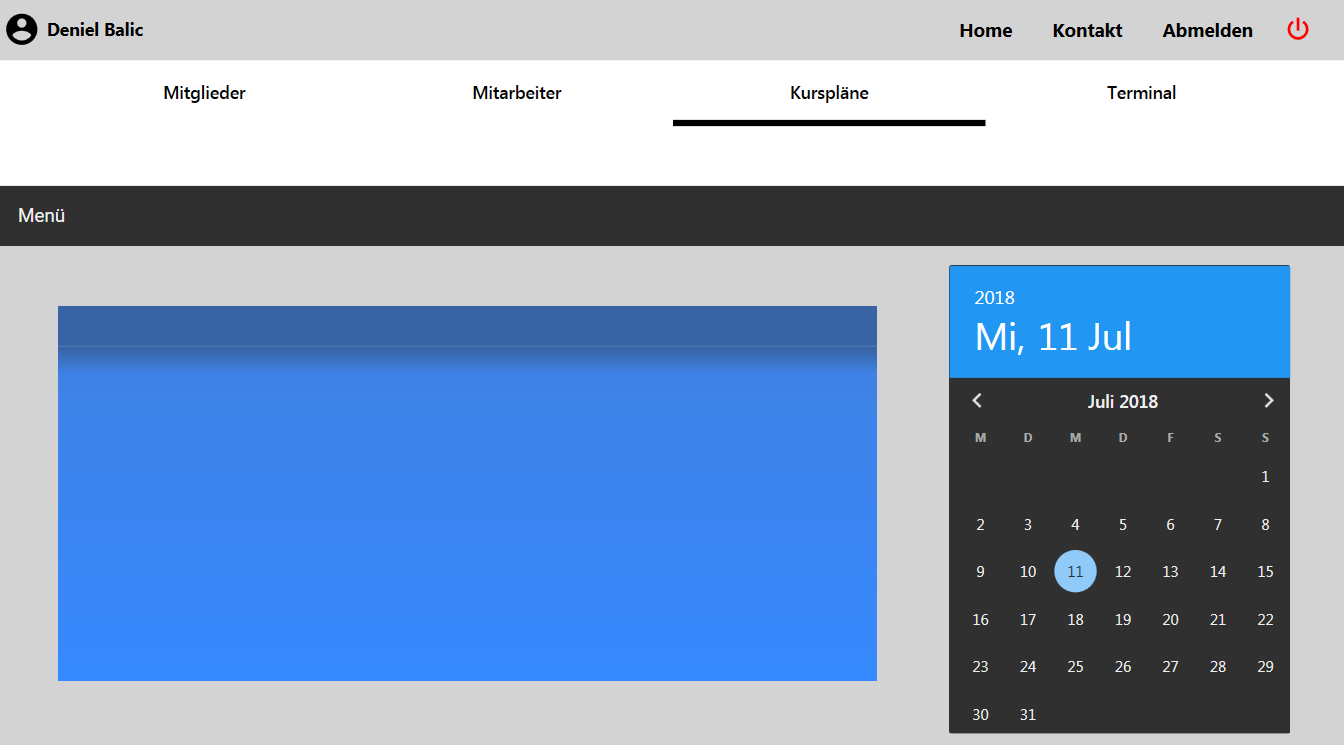 Deniel Balic
Home Kontakt Abmelden
Mitglieder Mitarbeiter Kurspläne Terminal
Menü
2018
Mi, 11 Jul
Juli 2018
M D M D F S S
1
2 3 4 5 6 7 8
9 10 11 12 13 14 15
16 17 18 19 20 21 22
23 24 25 26 27 28 29
30 31